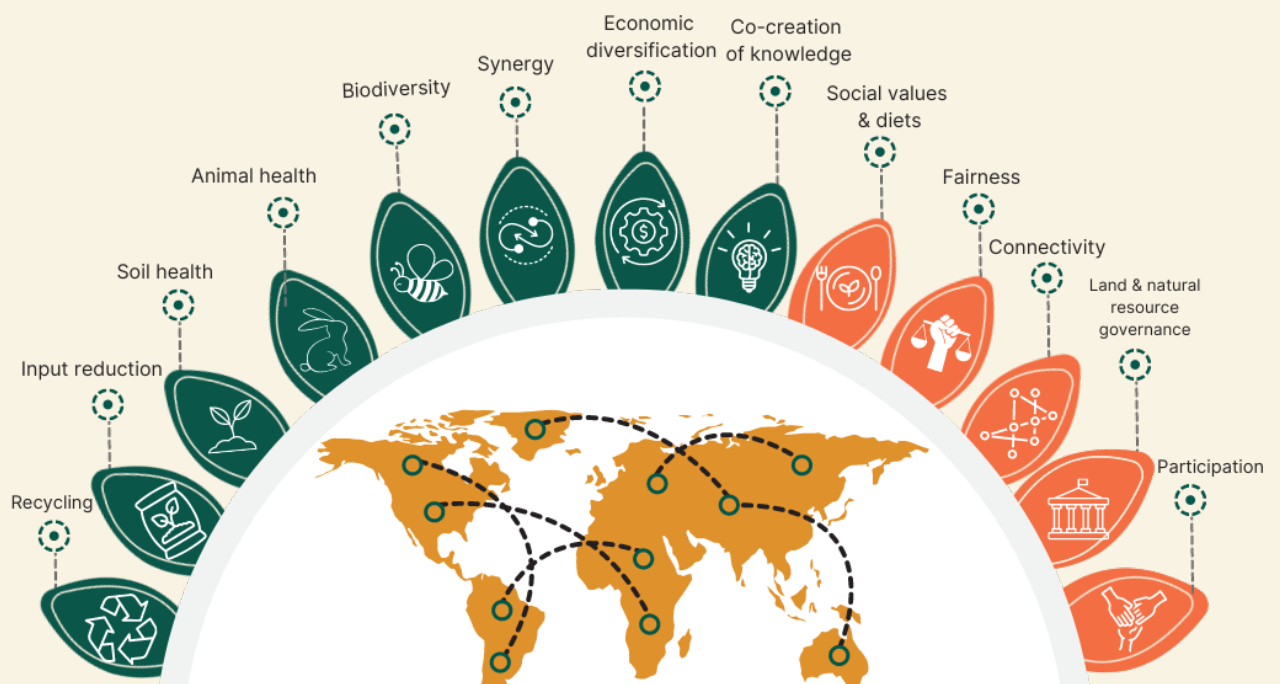 Recycling
Input reduction
Soil health
Animal health
Biodiversity
Synergy
Economic
diversification
Co-creation
of knowledge
Social values
& diets
Fairness
Connectivity
Land & natural
resource
governance
Participation
$